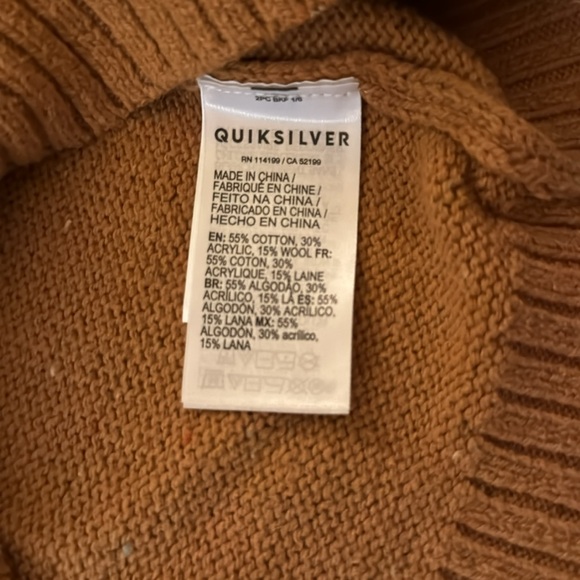 QUIKSILVER
RN 114199 / CA 52199
MADE IN CHINA /
FABRIQUÉ EN CHINE /
FEITO NA CHINA /
FABRICADO EN CHINA /
HECHO EN CHINA
EN: 55% COTTON, 30%
ACRYLIC, 15% WOOL FR:
55% COTON, 30%
ACRYLIQUE, 15% LAINE
BR: 55% ALGODÃO, 30%
ACRÍLICO, 15% LÃ ES: 55%
ALGODÓN, 30% ACRÍLICO,
15% LANA MX: 55%
ALGODÓN, 30% acrílico,
15% LANA